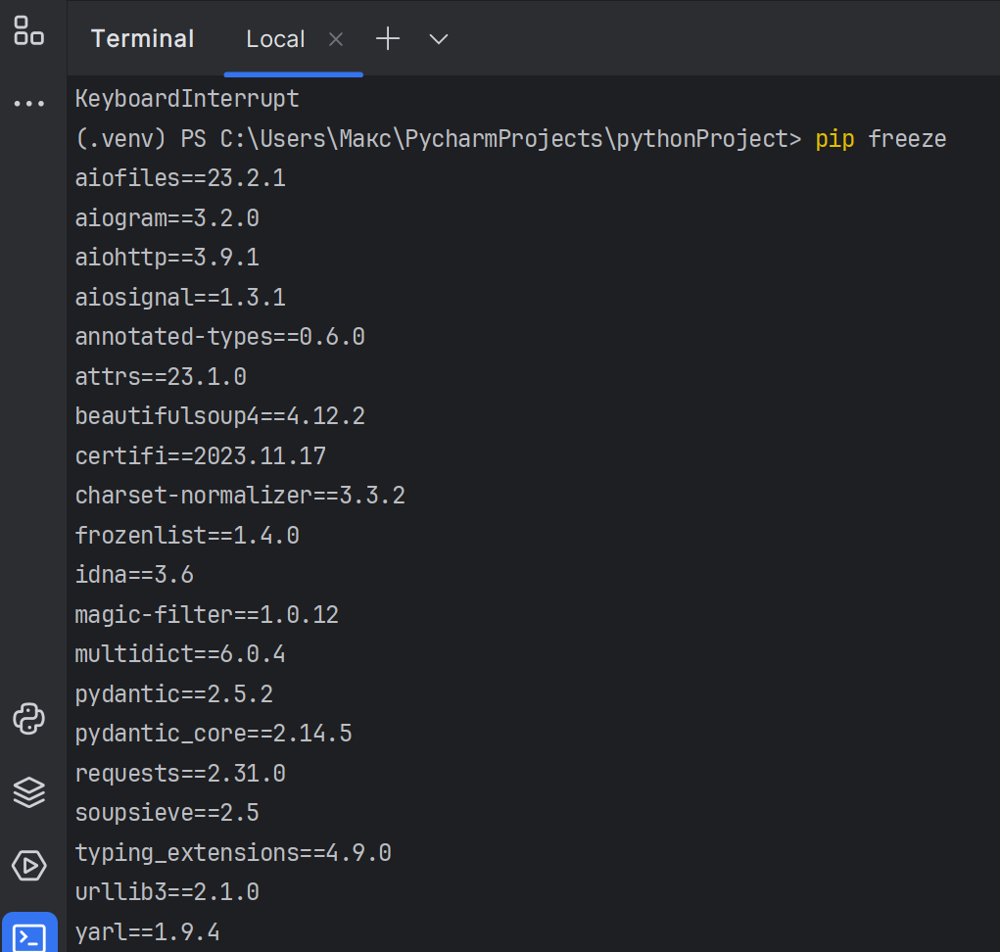 Terminal Local
KeyboardInterrupt
(.venv) PS C:\Users\Макс\PycharmProjects\pythonProject> pip freeze
aiofiles==23.2.1
aiogram==3.2.0
aiohttp==3.9.1
aiosignal==1.3.1
annotated-types==0.6.0
attrs==23.1.0
beautifulsoup4==4.12.2
certifi==2023.11.17
charset-normalizer==3.3.2
frozenlist==1.4.0
idna==3.6
magic-filter==1.0.12
multidict==6.0.4
pydantic==2.5.2
pydantic_core==2.14.5
requests==2.31.0
soupsieve==2.5
typing_extensions==4.9.0
urllib3==2.1.0
yarl==1.9.4